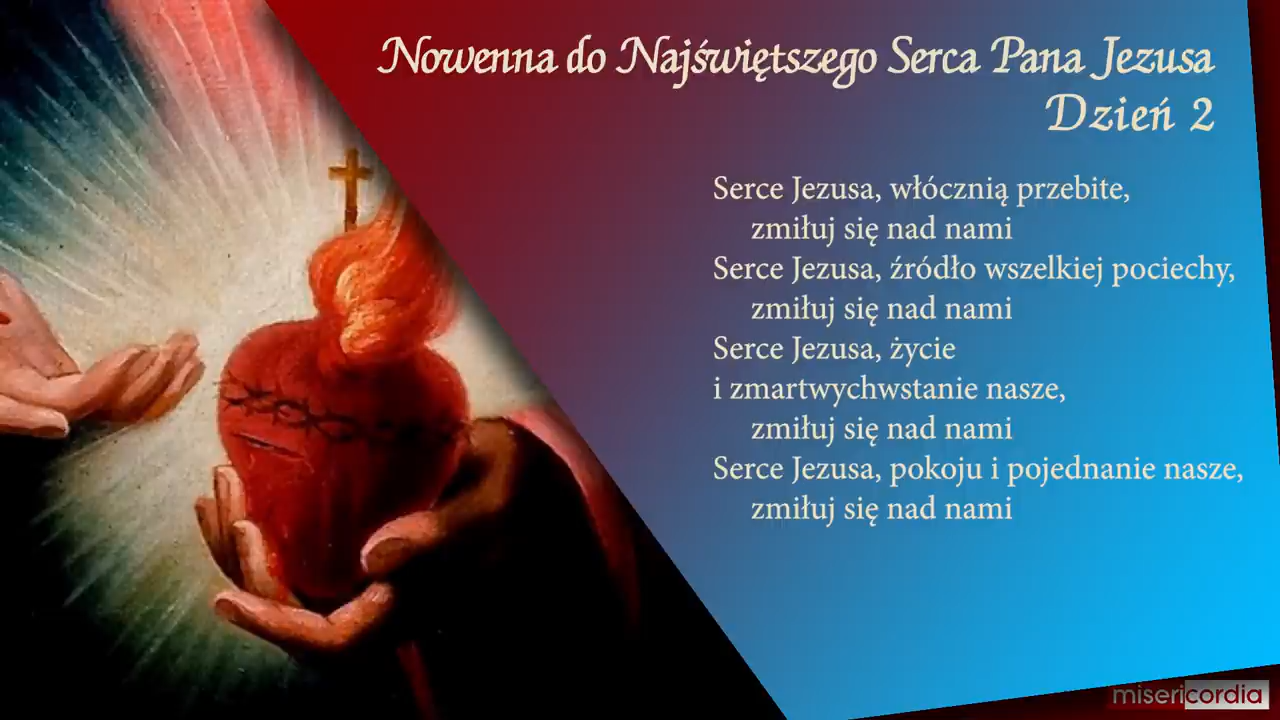 Nowenna do Najświętszego Serca Pana Jezusa
Dzień 2
Serce Jezusa, włócznią przebite,
zmiłuj się nad nami
Serce Jezusa, źródło wszelkiej pociechy,
zmiłuj się nad nami
Serce Jezusa, życie
i zmartwychwstanie nasze,
zmiłuj się nad nami
Serce Jezusa, pokoju i pojednanie nasze,
zmiłuj się nad nami
misericordia